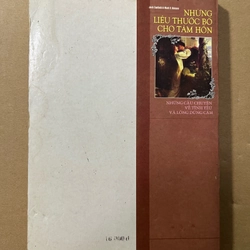 NHỮNG
LIỀU THUỐC BỔ
CHO TÂM HỒN
NHỮNG CÂU CHUYỆN
VỀ TÌNH YÊU
VÀ LÒNG DŨNG CẢM